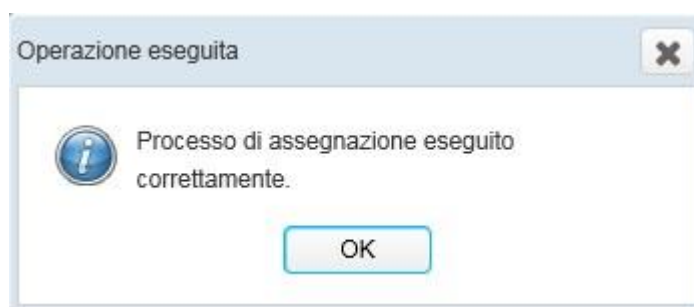 Operazione eseguita
Processo di assegnazione eseguito
correttamente.
OK